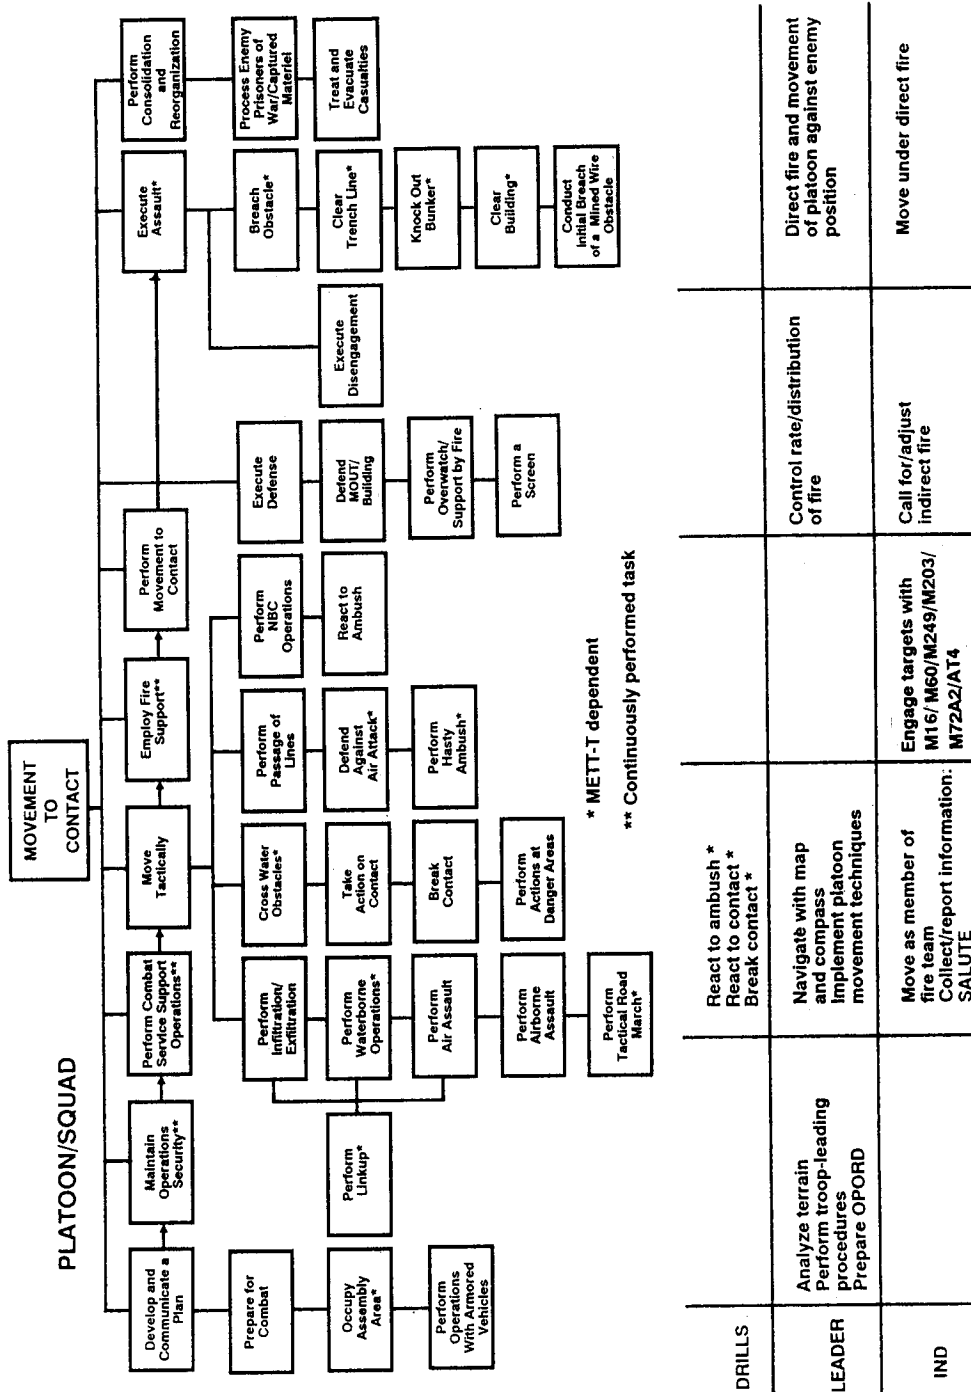 PLATOON/SQUAD
MOVEMENT
TO
CONTACT
Develop and
Communicate a
Plan
Maintain
Operations
Security**
Perform Combat
Service Support
Operations**
Move
Tactically
Employ Fire
Support**
Perform
Movement to
Contact
Execute
Assault*
Perform
Consolidation
and
Reorganization
Prepare for
Combat
Occupy
Assembly
Area*
Perform
Operations
With Armored
Vehicles
Perform
Linkup*
Perform
Infiltration/
Exfiltration
Perform
Waterborne
Operations*
Perform
Air Assault
Perform
Airborne
Assault
Perform
Tactical Road
March*
Cross Water
Obstacles*
Take
Action on
Contact
Break
Contact
Perform
Actions at
Danger Areas
Perform
Passage of
Lines
Defend
Against
Air Attack*
Perform
Hasty
Ambush*
Perform
NBC
Operations
React to
Ambush
Execute
Defense
Defend
MOUT/
Building
Perform
Overwatch/
Support by Fire
Perform a
Screen
Execute
Disengagement
Breach
Obstacle*
Clear
Trench Line*
Knock Out
Bunker*
Clear
Building*
Conduct
Initial Breach
of a Mined Wire
Obstacle
Process Enemy
Prisoners of
War/Captured
Materiel
Treat and
Evacuate
Casualties
* METT-T dependent
** Continuously performed task
DRILLS
React to ambush *
React to contact *
Break contact *
LEADER
Analyze terrain
Perform troop-leading
procedures
Prepare OPORD
Navigate with map
and compass
Implement platoon
movement techniques
Control rate/distribution
of fire
Direct fire and movement
of platoon against enemy
position
IND
Move as member of
fire team
Collect/report information:
SALUTE
Engage targets with
M16/ M60/M249/M203/
M72A2/AT4
Call for/adjust
indirect fire
Move under direct fire